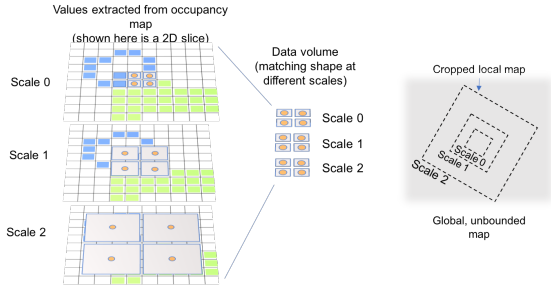 Values extracted from occupancy
map
(shown here is a 2D slice)
Scale 0
Scale 1
Scale 2
Data volume
(matching shape at
different scales)
Scale 0
Scale 1
Scale 2
Cropped local map
Scale 0
Scale 1
Scale 2
Global, unbounded
map